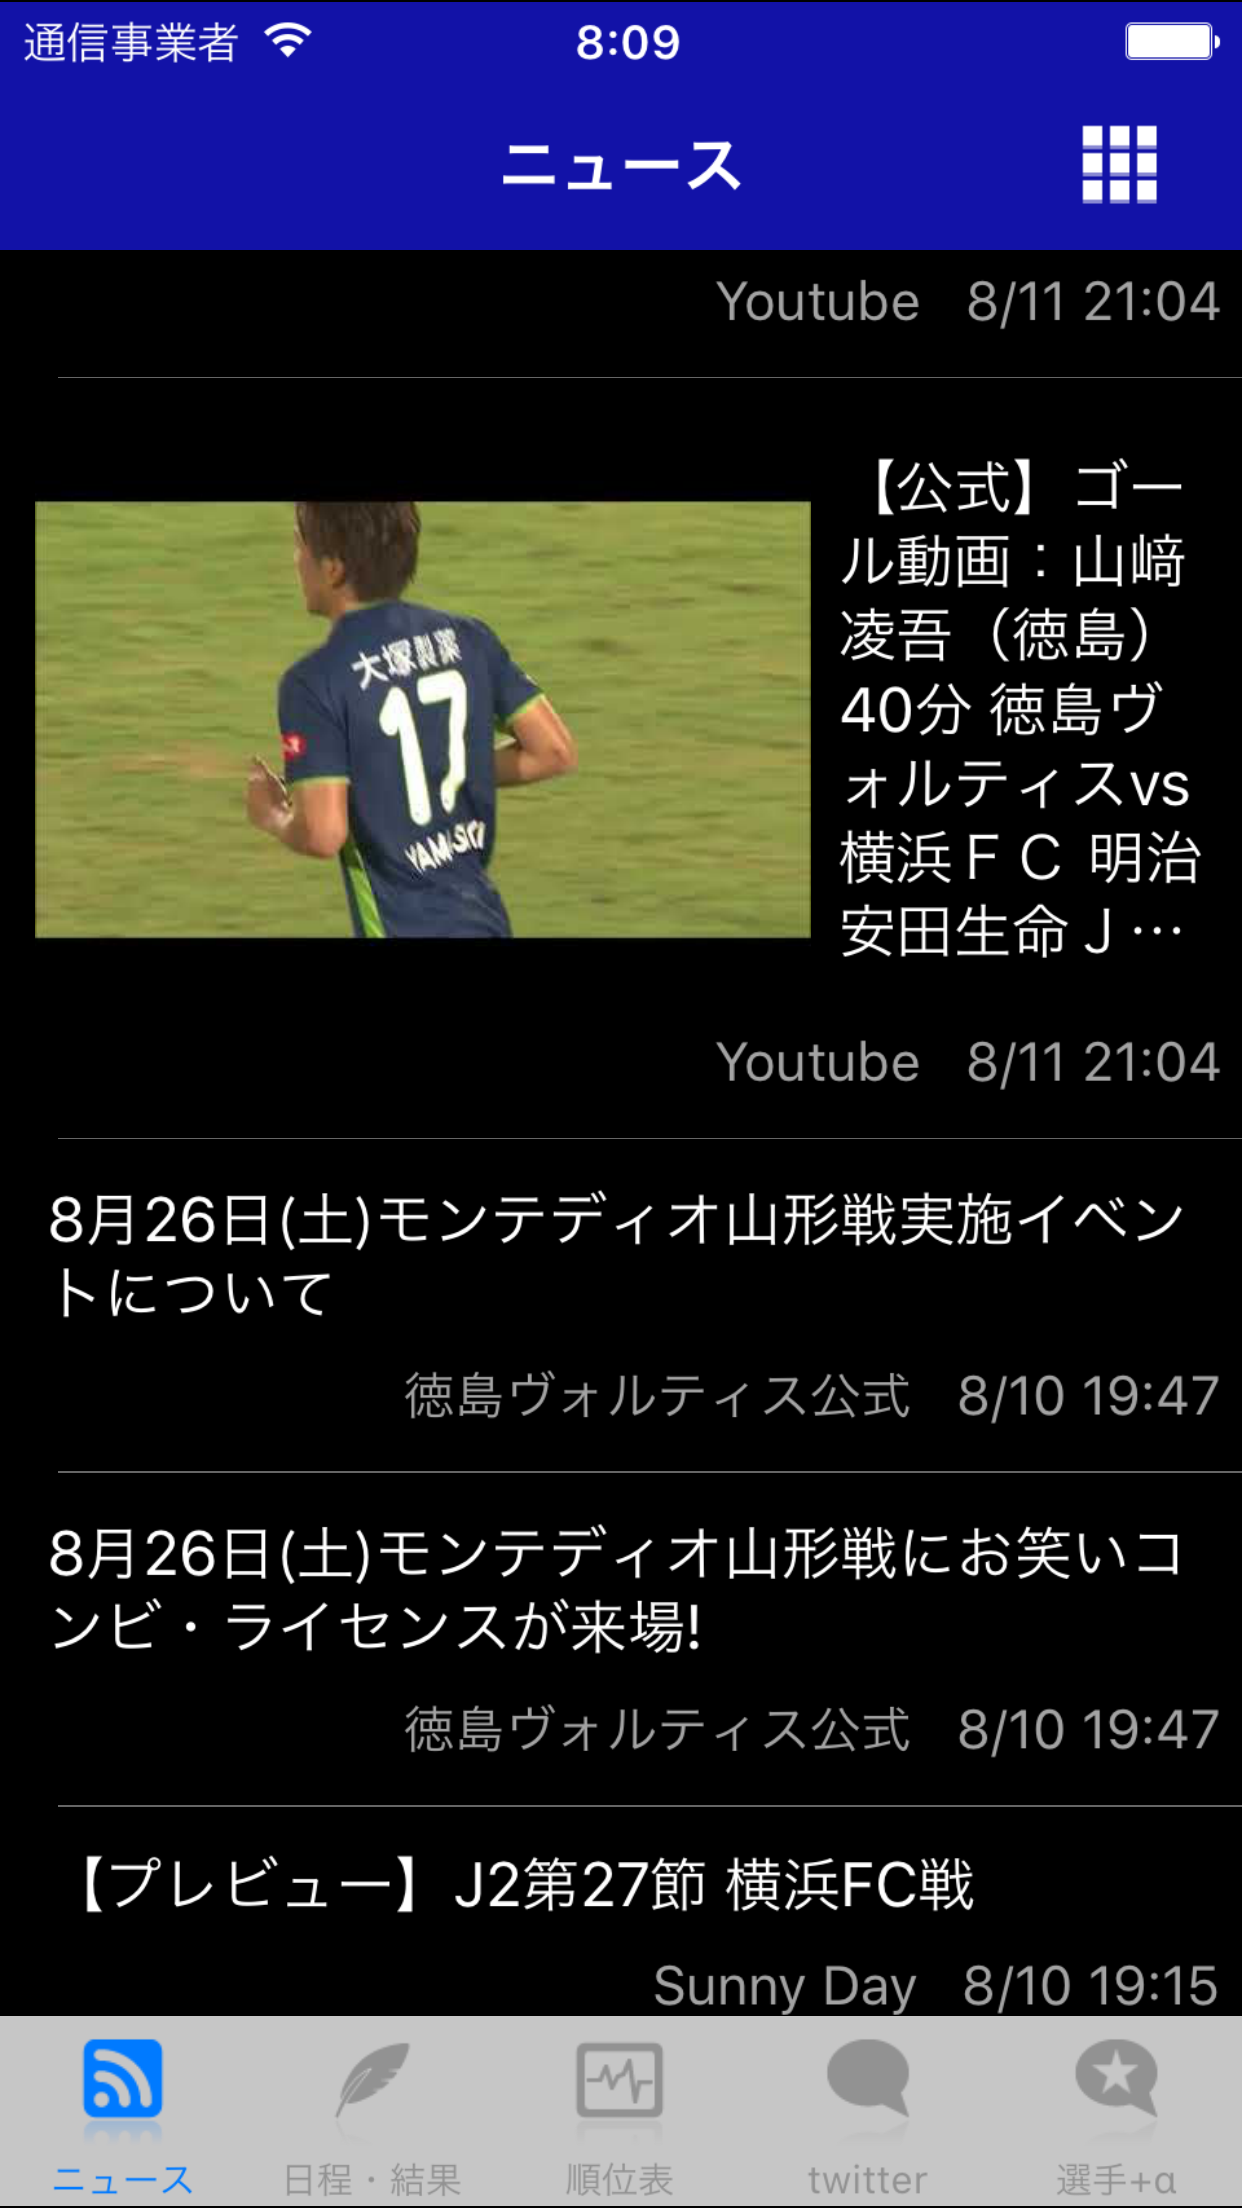 通信事業者 8:09
ニュース
Youtube 8/11 21:04
【公式】ゴー
ル動画：山﨑
凌吾（徳島）
40分 徳島ヴ
ォルティスvs
横浜ＦＣ 明治
安田生命Ｊ…
大塚製薬
17
Youtube 8/11 21:04
8月26日(土)モンテディオ山形戦実施イベン
トについて
徳島ヴォルティス公式 8/10 19:47
8月26日(土)モンテディオ山形戦にお笑いコ
ンビ・ライセンスが来場!
徳島ヴォルティス公式 8/10 19:47
【プレビュー】J2第27節 横浜FC戦
Sunny Day 8/10 19:15
ニュース 日程・結果 順位表 twitter 選手+α